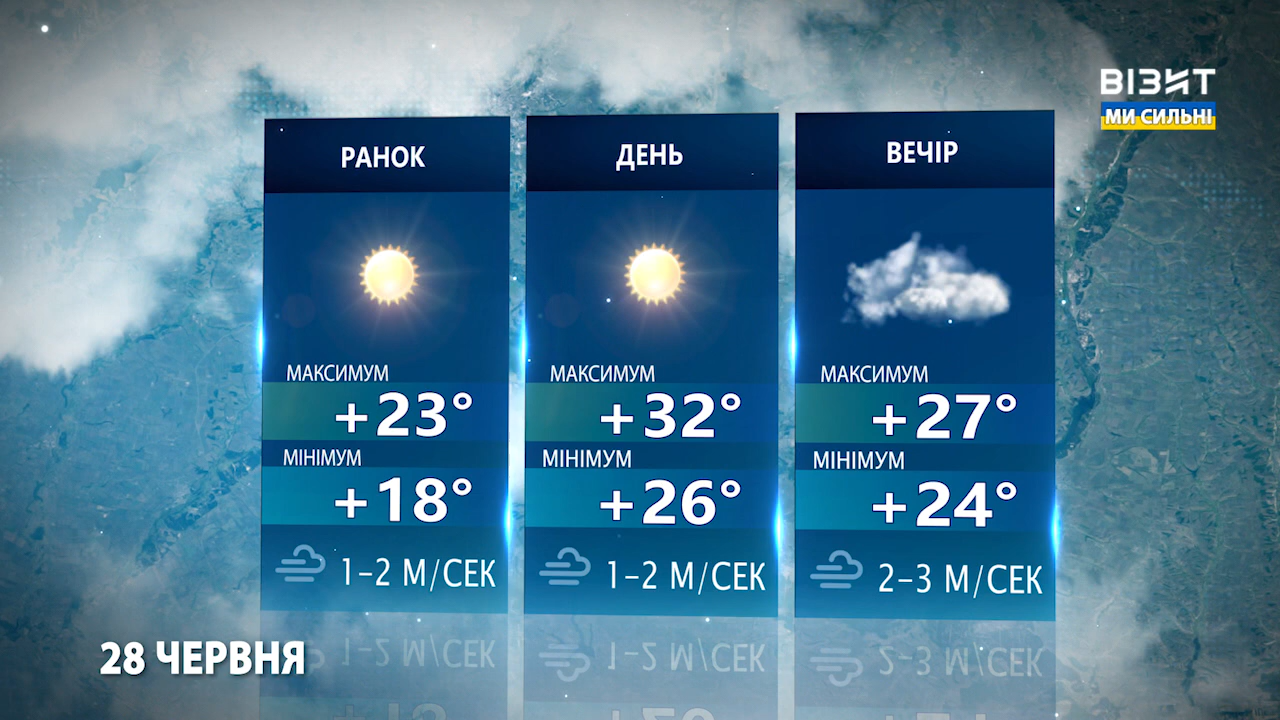 ВІЗИТ
МИ СИЛЬНІ
РАНОК
МАКСИМУМ
+23°
МІНІМУМ
+18°
1-2 М/СЕК
ДЕНЬ
МАКСИМУМ
+32°
МІНІМУМ
+26°
1-2 М/СЕК
ВЕЧІР
МАКСИМУМ
+27°
МІНІМУМ
+24°
2-3 М/СЕК
28 ЧЕРВНЯ